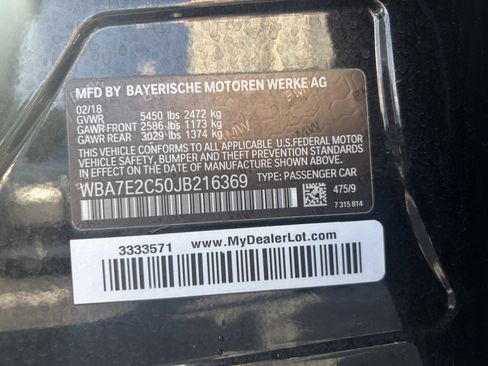 MFD BY BAYERISCHE MOTOREN WERKE AG
02/18
GVWR 5450 lbs 2472 kg
GAWR FRONT 2586 lbs 1173 kg
GAWR REAR 3029 lbs 1374 kg
THIS VEHICLE CONFORMS TO ALL APPLICABLE U.S.FEDERAL MOTOR
VEHICLE SAFETY, BUMPER, AND THEFT PREVENTION STANDARDS
IN EFFECT ON THE DATE OF MANUFACTURE SHOWN ABOVE.
WBA7E2C50JB216369 TYPE: PASSENGER CAR
475/9
7 315 814
3333571 www.MyDealerLot.com